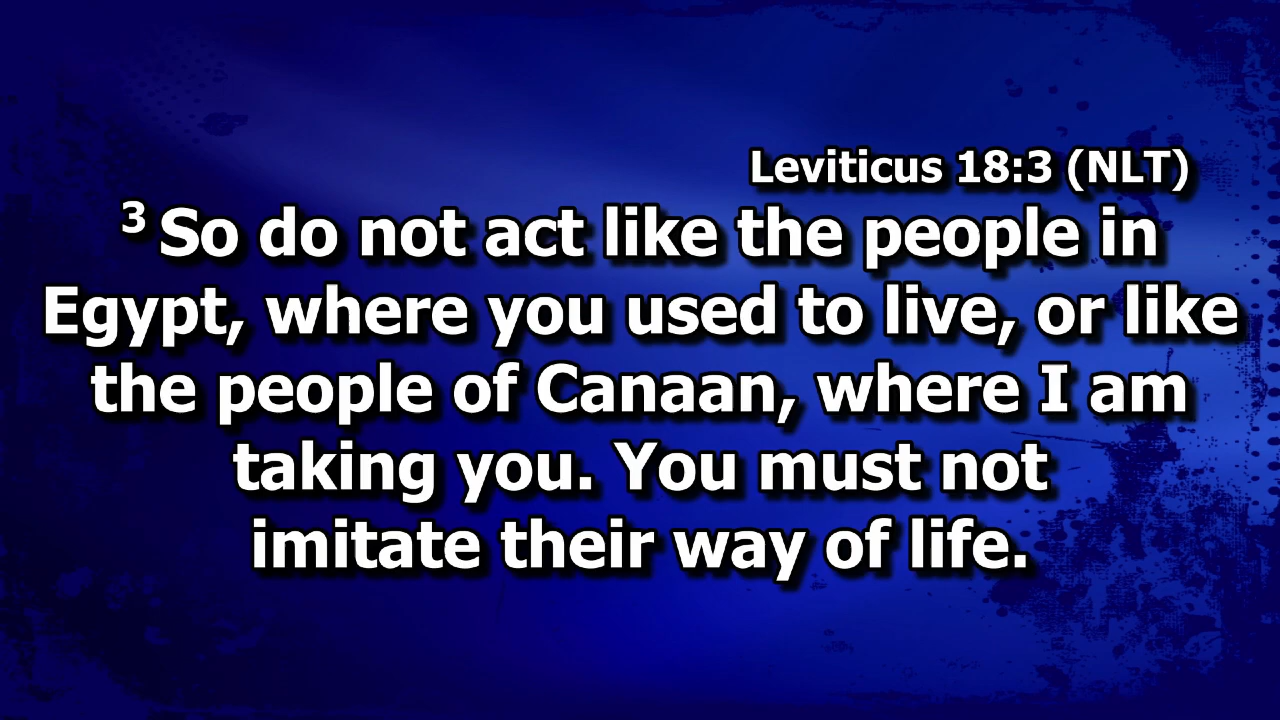 Leviticus 18:3 (NLT)
3 So do not act like the people in
Egypt, where you used to live, or like
the people of Canaan, where I am
taking you. You must not
imitate their way of life.